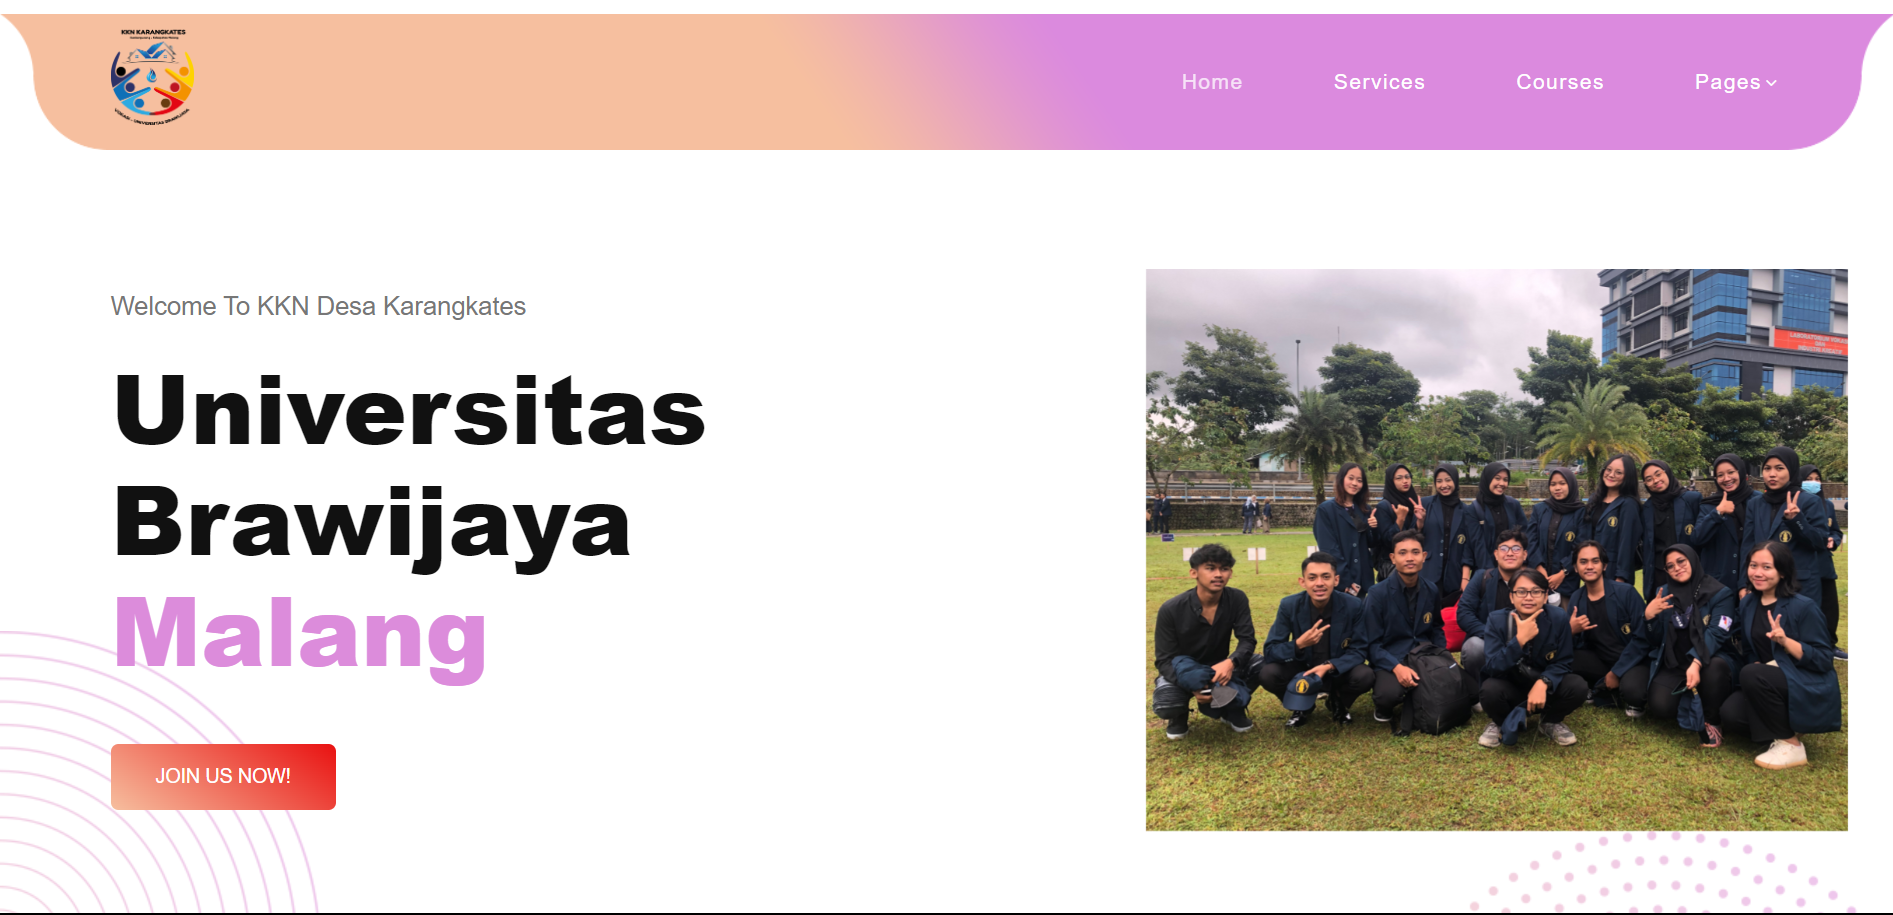 KKN KARANGKATES
Home
Services
Courses
Pages
Welcome To KKN Desa Karangkates
Universitas
Brawijaya
Malang
JOIN US NOW!